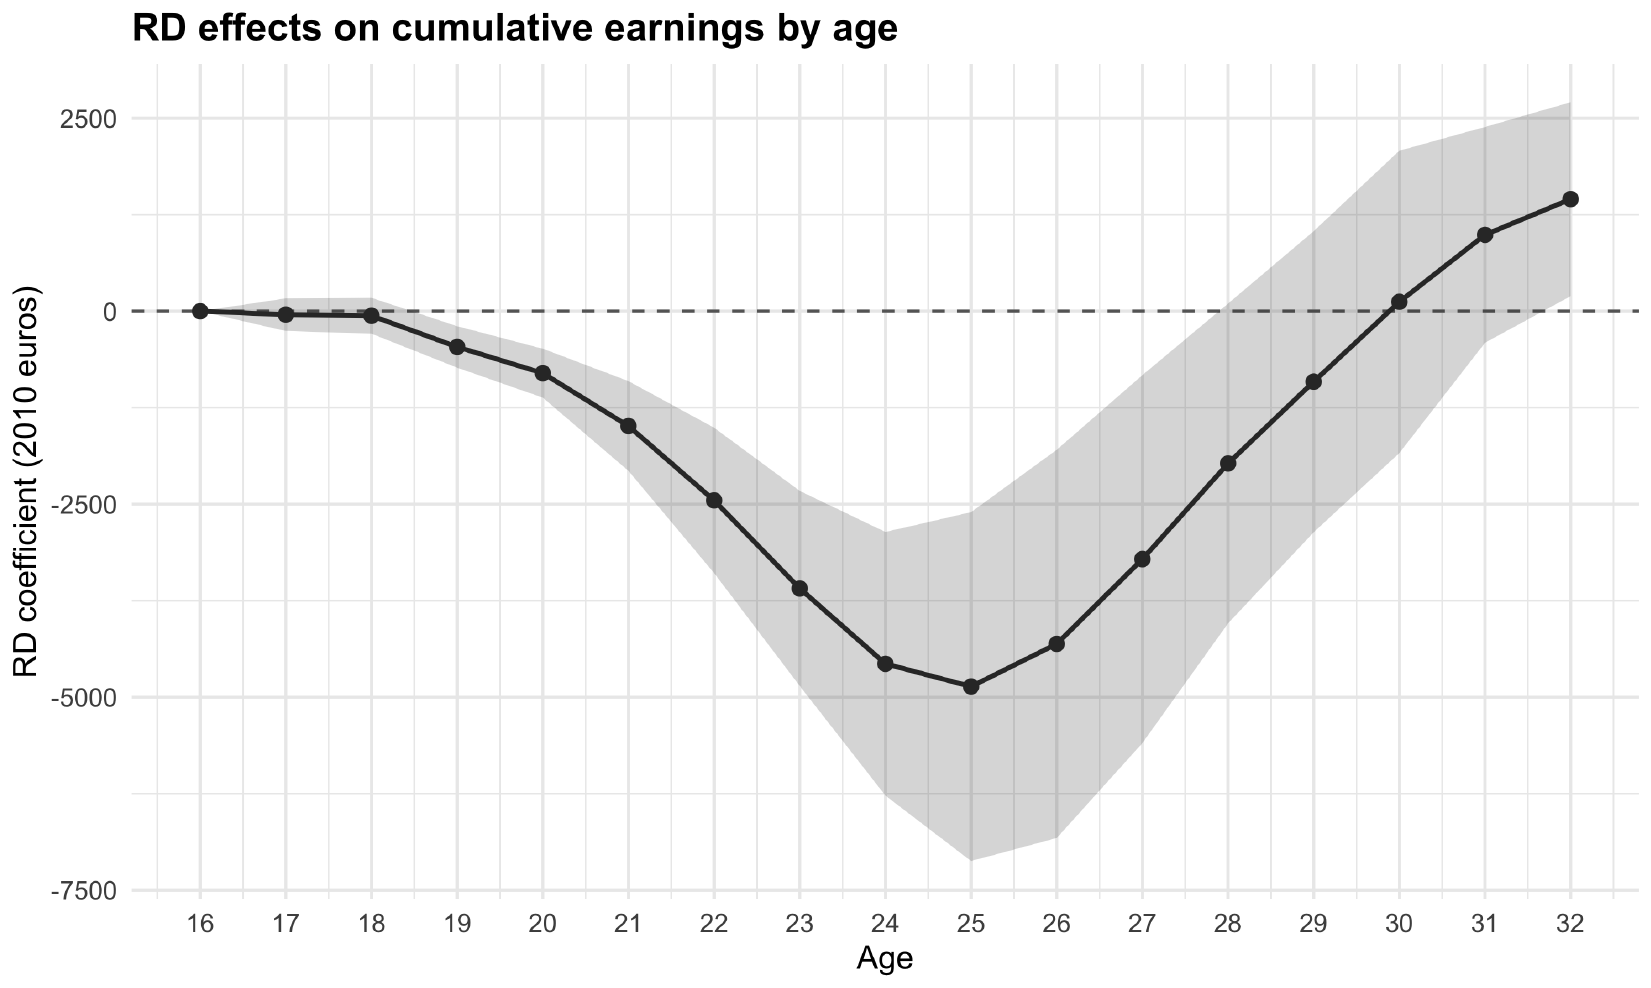 RD effects on cumulative earnings by age
RD coefficient (2010 euros)
2500
0
-2500
-5000
-7500
16 17 18 19 20 21 22 23 24 25 26 27 28 29 30 31 32
Age